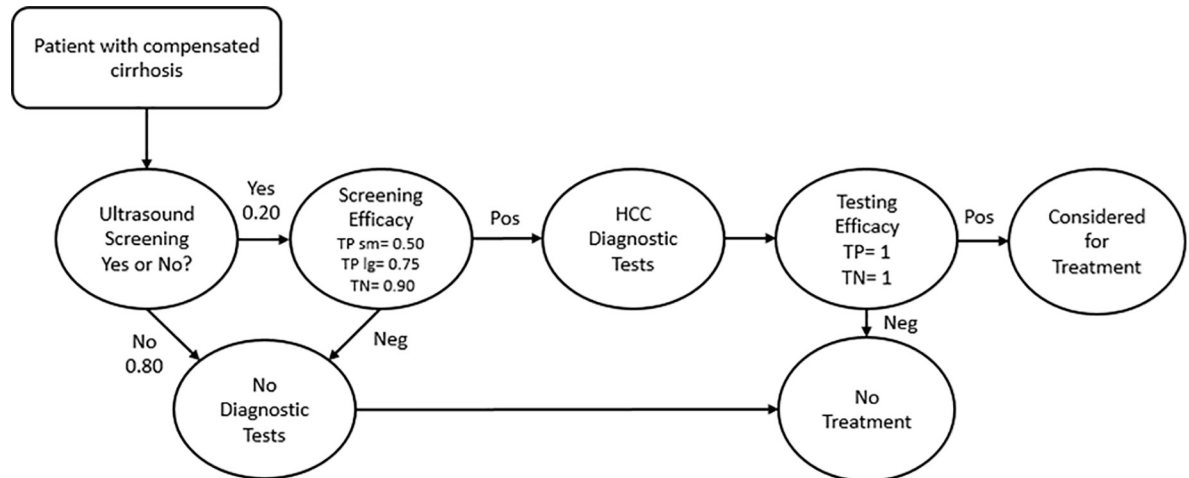 Patient with compensated
cirrhosis
Ultrasound
Screening
Yes or No?
Yes
0.20
Screening
Efficacy
TP sm= 0.50
TP lg= 0.75
TN= 0.90
Pos
HCC
Diagnostic
Tests
Testing
Efficacy
TP= 1
TN= 1
Pos
Considered
for
Treatment
No
0.80
Neg
Neg
No
Diagnostic
Tests
No
Treatment